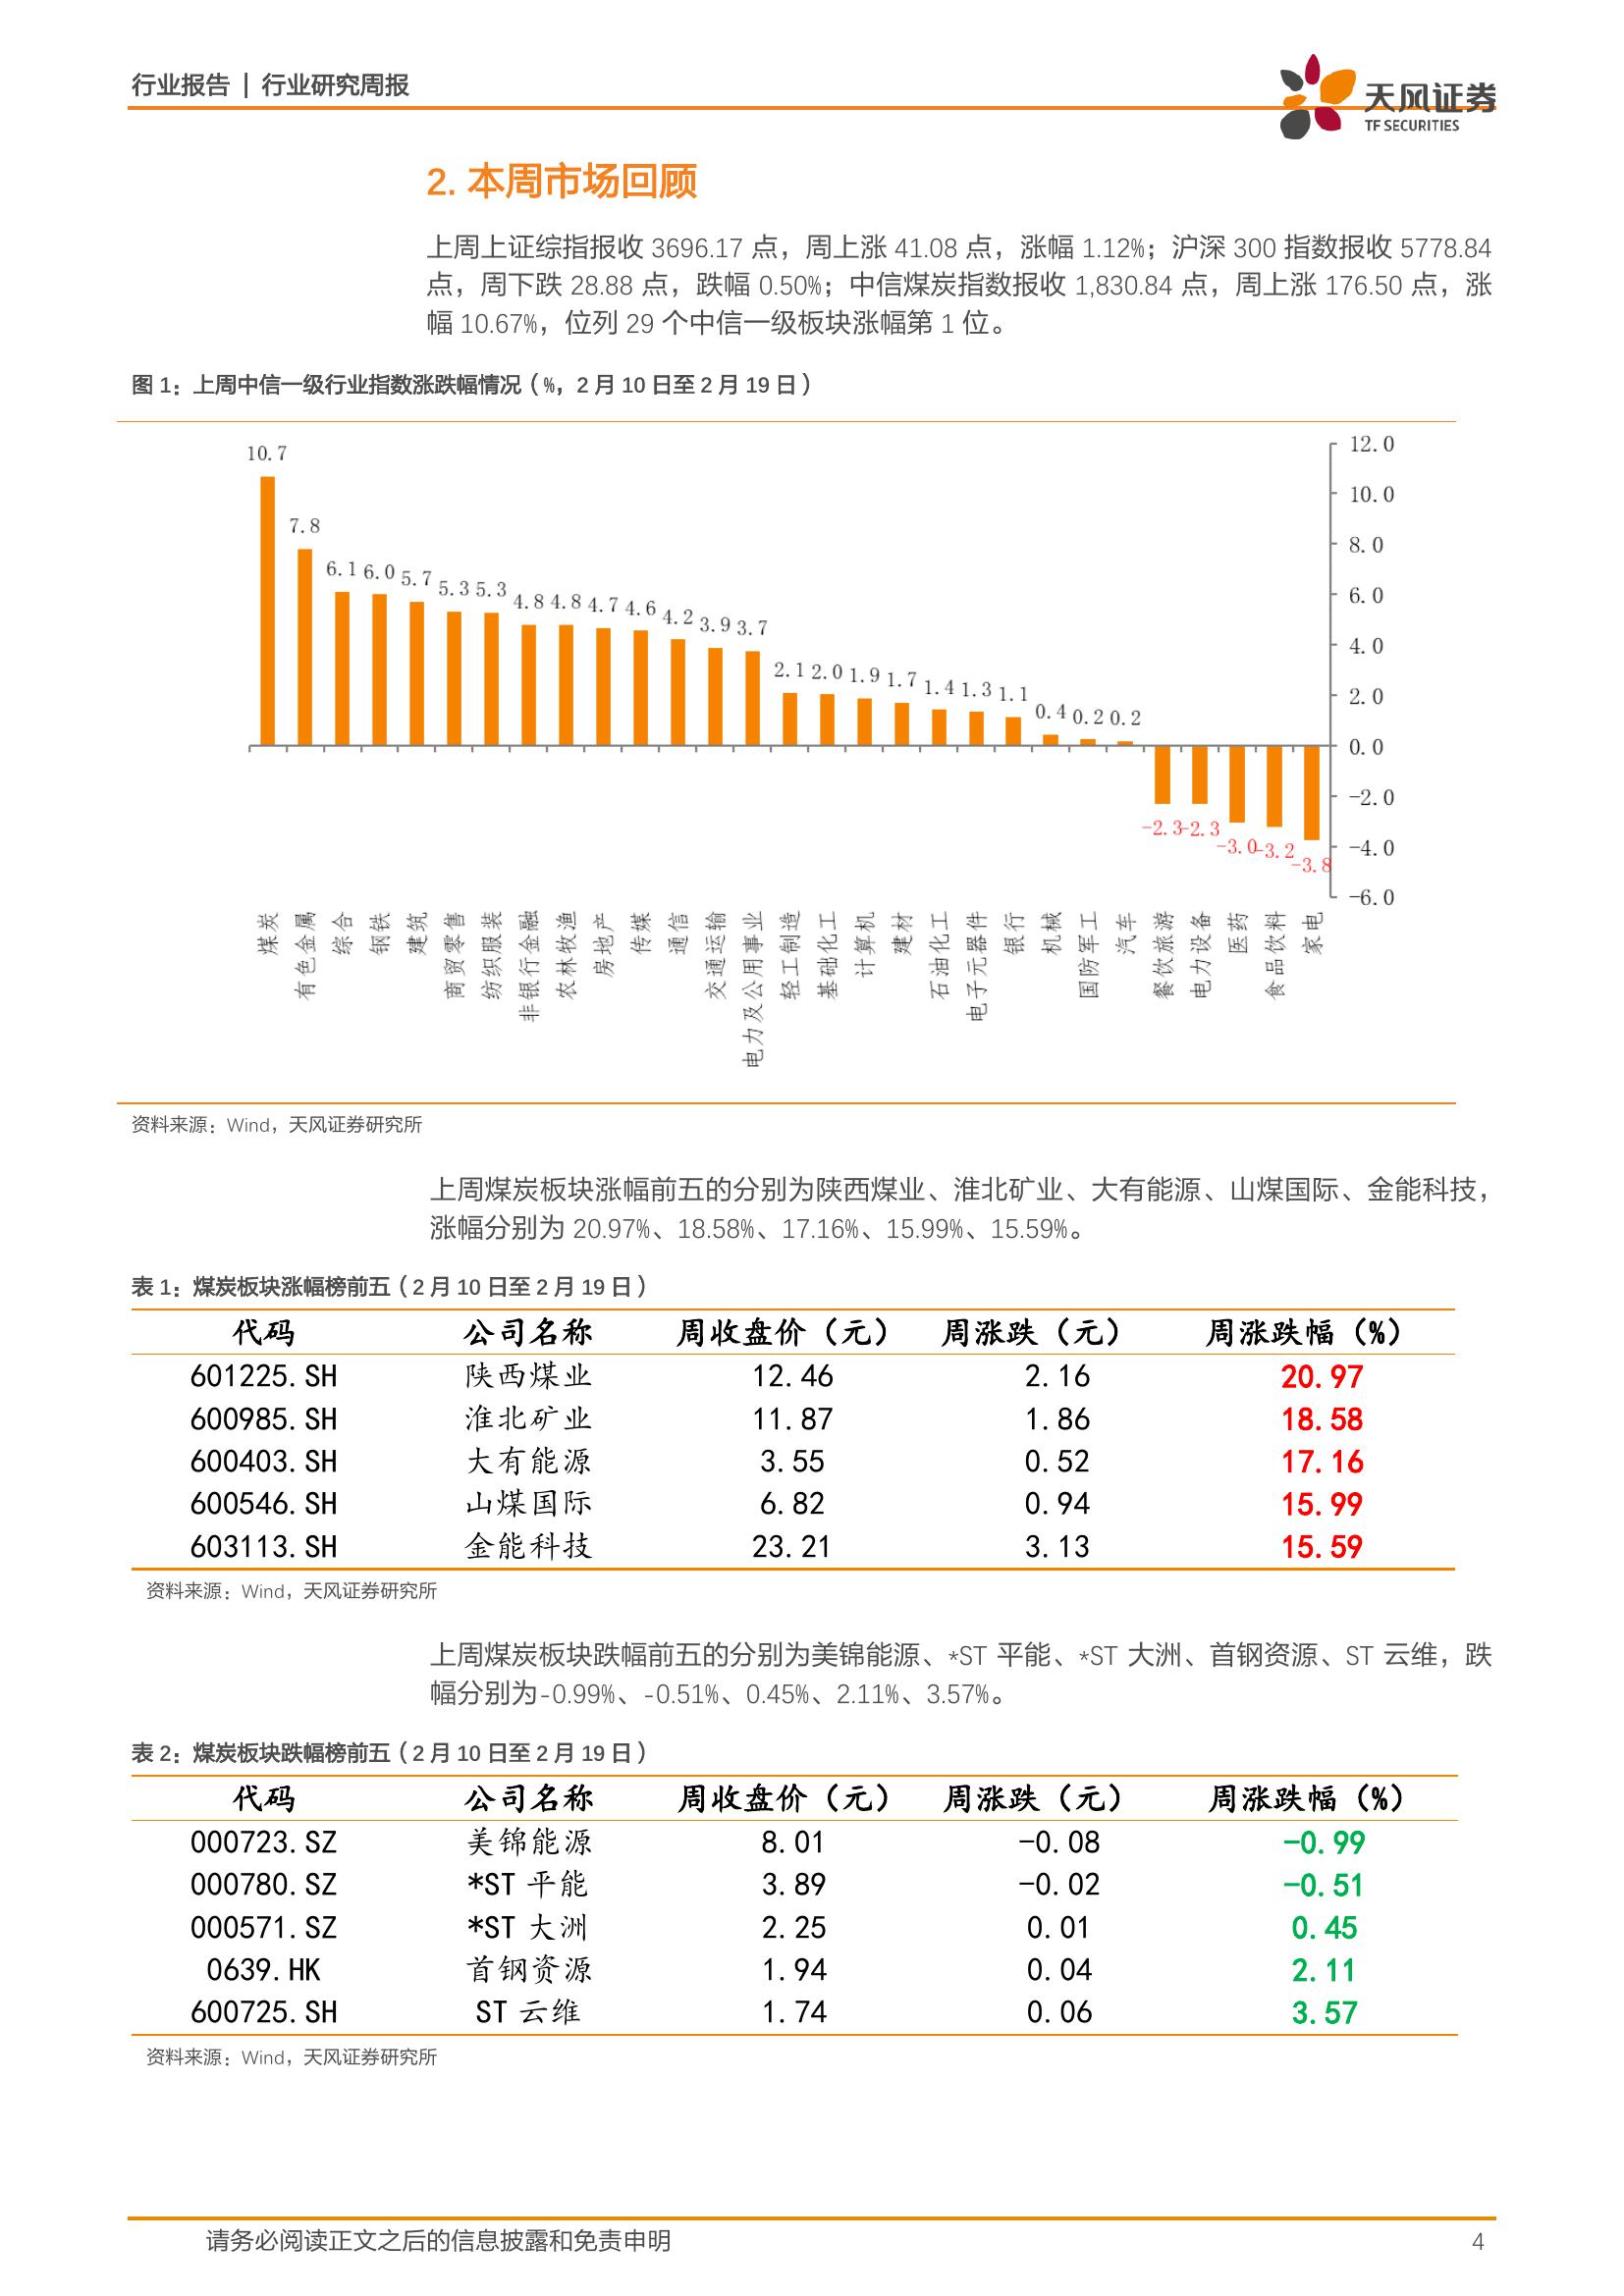 行业报告 | 行业研究周报
天风证券
TF SECURITIES
2. 本周市场回顾
上周上证综指报收 3696.17 点，周上涨 41.08 点，涨幅 1.12%；沪深 300 指数报收 5778.84
点，周下跌 28.88 点，跌幅 0.50%；中信煤炭指数报收 1,830.84 点，周上涨 176.50 点，涨
幅 10.67%，位列 29 个中信一级板块涨幅第 1 位。
图 1：上周中信一级行业指数涨跌幅情况（%，2 月 10 日至 2 月 19 日）
10.7 7.8 6.1 6.0 5.7 5.3 5.3 4.8 4.8 4.7 4.6 4.2 3.9 3.7 2.1 2.0 1.9 1.7 1.4 1.3 1.1 0.4 0.2 0.2 -2.3 -2.3 -3.0 -3.2 -3.8
12.0
10.0
8.0
6.0
4.0
2.0
0.0
-2.0
-4.0
-6.0
煤炭
有色金属
综合
钢铁
建筑
商贸零售
纺织服装
非银行金融
农林牧渔
房地产
传媒
通信
交通运输
电力及公用事业
轻工制造
基础化工
计算机
建材
石油化工
电子元器件
银行
机械
国防军工
汽车
餐饮旅游
电力设备
医药
食品饮料
家电
资料来源：Wind，天风证券研究所
上周煤炭板块涨幅前五的分别为陕西煤业、淮北矿业、大有能源、山煤国际、金能科技，
涨幅分别为 20.97%、18.58%、17.16%、15.99%、15.59%。
表 1：煤炭板块涨幅榜前五（2 月 10 日至 2 月 19 日）
代码 公司名称 周收盘价（元） 周涨跌（元） 周涨跌幅（%）
601225.SH 陕西煤业 12.46 2.16 20.97
600985.SH 淮北矿业 11.87 1.86 18.58
600403.SH 大有能源 3.55 0.52 17.16
600546.SH 山煤国际 6.82 0.94 15.99
603113.SH 金能科技 23.21 3.13 15.59
资料来源：Wind，天风证券研究所
上周煤炭板块跌幅前五的分别为美锦能源、*ST 平能、*ST 大洲、首钢资源、ST 云维，跌
幅分别为-0.99%、-0.51%、0.45%、2.11%、3.57%。
表 2：煤炭板块跌幅榜前五（2 月 10 日至 2 月 19 日）
代码 公司名称 周收盘价（元） 周涨跌（元） 周涨跌幅（%）
000723.SZ 美锦能源 8.01 -0.08 -0.99
000780.SZ *ST 平能 3.89 -0.02 -0.51
000571.SZ *ST 大洲 2.25 0.01 0.45
0639.HK 首钢资源 1.94 0.04 2.11
600725.SH ST 云维 1.74 0.06 3.57
资料来源：Wind，天风证券研究所
请务必阅读正文之后的信息披露和免责申明 4